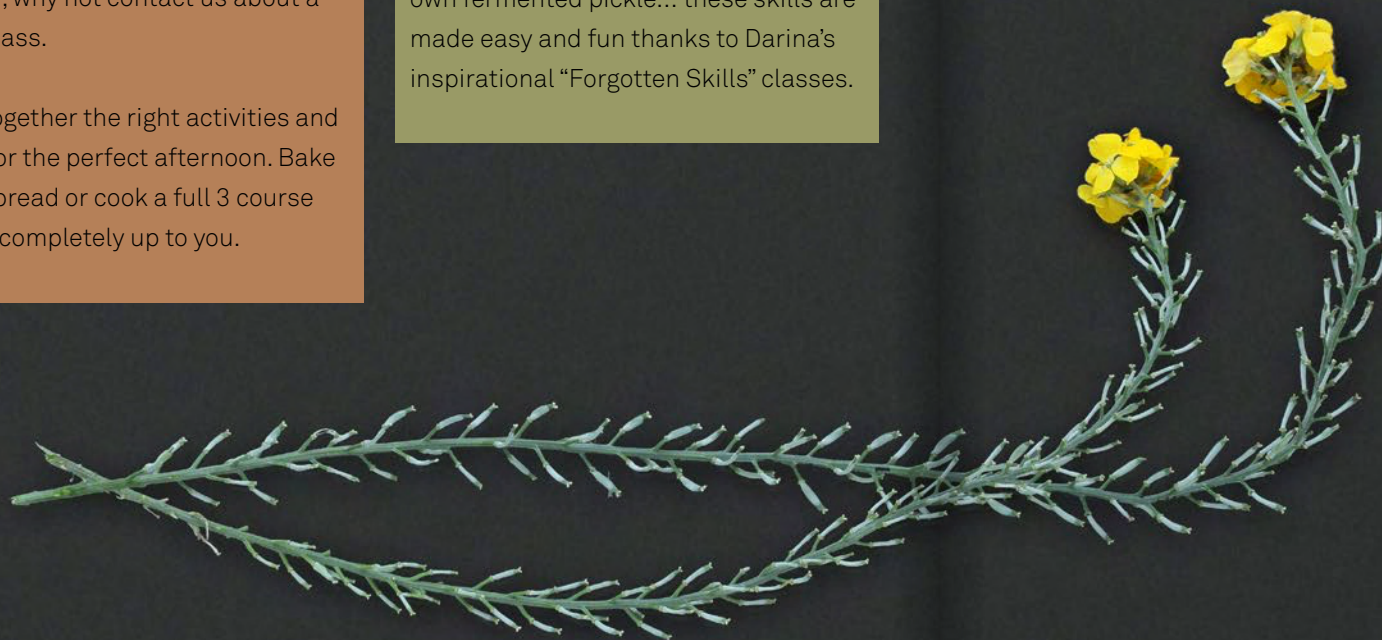 , why not contact us about a
ass.
ogether the right activities and
or the perfect afternoon. Bake
bread or cook a full 3 course
completely up to you.
own fermented pickle... these skills are
made easy and fun thanks to Darina's
inspirational “Forgotten Skills” classes.